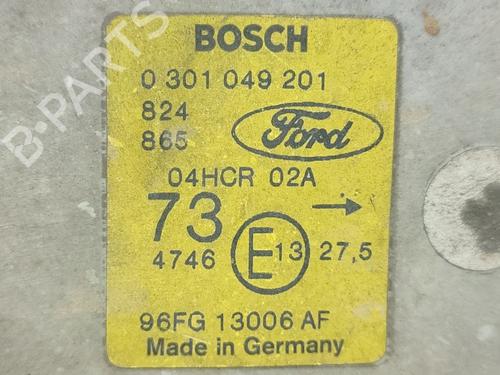 BOSCH
0 301 049 201
824
865
Ford
04HCR 02A
73
4746
E 13 27,5
96FG 13006 AF
Made in Germany
B-PARTS